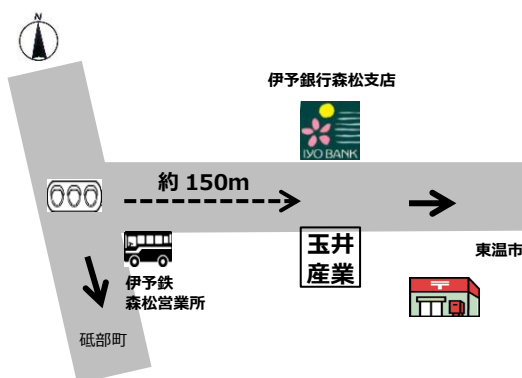 N
伊予銀行森松支店
IYO BANK
約 150m
玉井
産業
東温市
伊予鉄
森松営業所
砥部町
〒